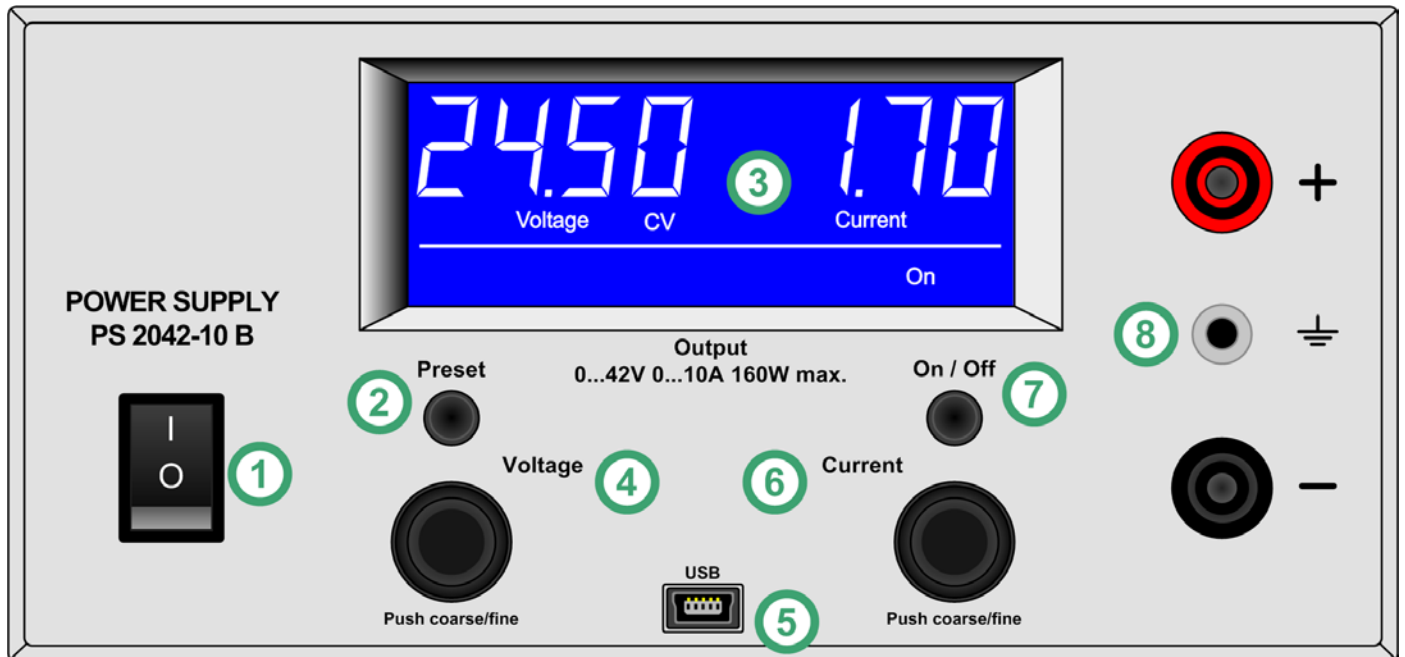 24.50 1.70
Voltage CV Current
3
On
POWER SUPPLY
PS 2042-10 B
Output
0...42V 0...10A 160W max.
Preset
On / Off
2
7
I
O
1
Voltage
4
6
Current
Push coarse/fine
USB
5
Push coarse/fine
+
8
−